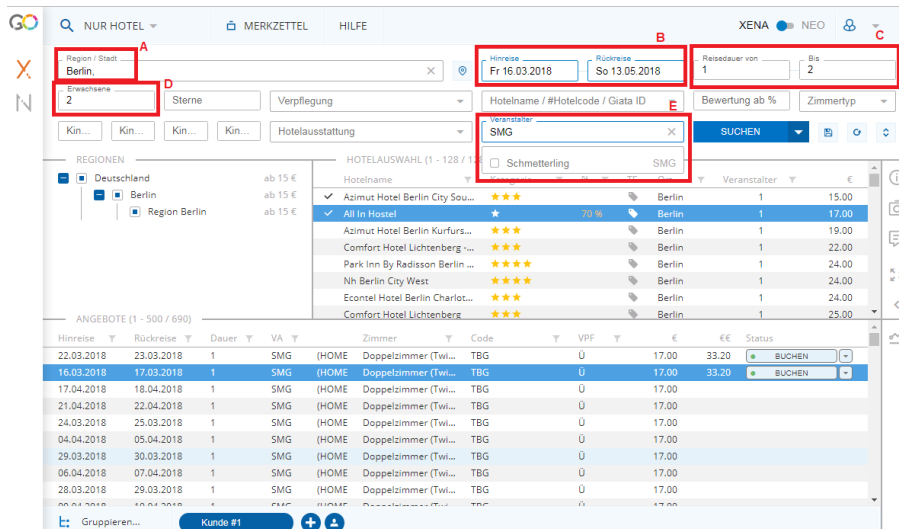 GO NUR HOTEL MERKZETTEL HILFE XENA NEO
A B C
Region / Stadt Hinreise Rückreise Reisedauer von Bis
Berlin, Fr 16.03.2018 So 13.05.2018 1 2
D
Erwachsene
2 Sterne Verpflegung Hotelname / #Hotelcode / Giata ID Bewertung ab % Zimmertyp
E
Veranstalter
Kin... Kin... Kin... Kin... Hotelausstattung SMG SUCHEN
Schmetterling SMG
REGIONEN HOTELAUSWAHL (1 - 128 /
Deutschland ab 15 € Hotelname Veranstalter €
Berlin ab 15 € Azimut Hotel Berlin City Sou... Berlin 1 15.00
Region Berlin ab 15 € All In Hostel 70 % Berlin 1 17.00
Azimut Hotel Berlin Kurfurs... Berlin 1 19.00
Comfort Hotel Lichtenberg -... Berlin 1 22.00
Park Inn By Radisson Berlin ... Berlin 1 24.00
Nh Berlin City West Berlin 1 24.00
Econtel Hotel Berlin Charlot... Berlin 1 24.00
Comfort Hotel Lichtenberg Berlin 1 25.00
ANGEBOTE (1 - 500 / 690)
Hinreise Rückreise Dauer VA Zimmer Code VPF € €€ Status
22.03.2018 23.03.2018 1 SMG (HOME Doppelzimmer (Twi... TBG Ü 17.00 33.20 BUCHEN
16.03.2018 17.03.2018 1 SMG (HOME Doppelzimmer (Twi... TBG Ü 17.00 33.20 BUCHEN
17.04.2018 18.04.2018 1 SMG (HOME Doppelzimmer (Twi... TBG Ü 17.00
21.04.2018 22.04.2018 1 SMG (HOME Doppelzimmer (Twi... TBG Ü 17.00
24.03.2018 25.03.2018 1 SMG (HOME Doppelzimmer (Twi... TBG Ü 17.00
04.04.2018 05.04.2018 1 SMG (HOME Doppelzimmer (Twi... TBG Ü 17.00
29.03.2018 30.03.2018 1 SMG (HOME Doppelzimmer (Twi... TBG Ü 17.00
06.04.2018 07.04.2018 1 SMG (HOME Doppelzimmer (Twi... TBG Ü 17.00
28.03.2018 29.03.2018 1 SMG (HOME Doppelzimmer (Twi... TBG Ü 17.00
Gruppieren... Kunde #1